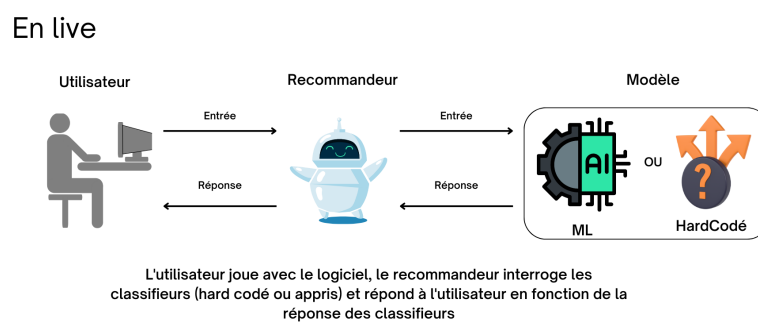 En live
Utilisateur
Recommandeur
Modèle
Entrée
Entrée
Réponse
Réponse
AI
OU
?
ML
HardCodé
L'utilisateur joue avec le logiciel, le recommandeur interroge les
classifieurs (hard codé ou appris) et répond à l'utilisateur en fonction de la
réponse des classifieurs